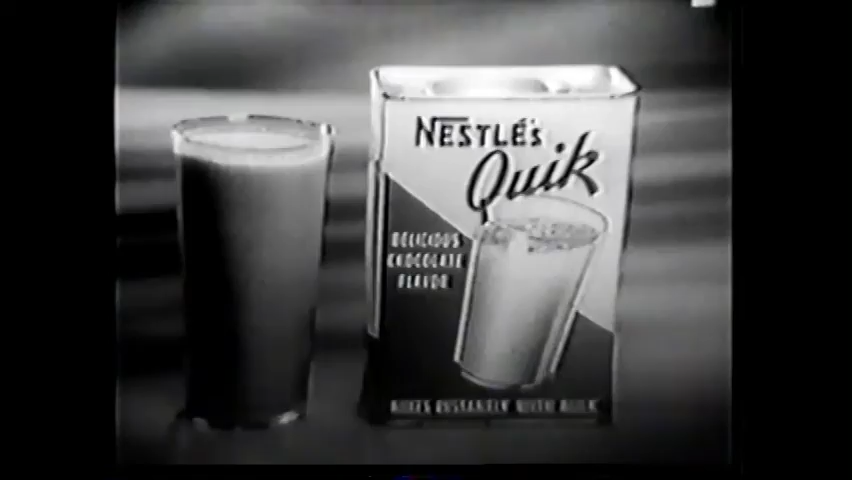 NESTLÉ'S
Quik
DELICIOUS
CHOCOLATE
FLAVOR
MIXES INSTANTLY WITH MILK